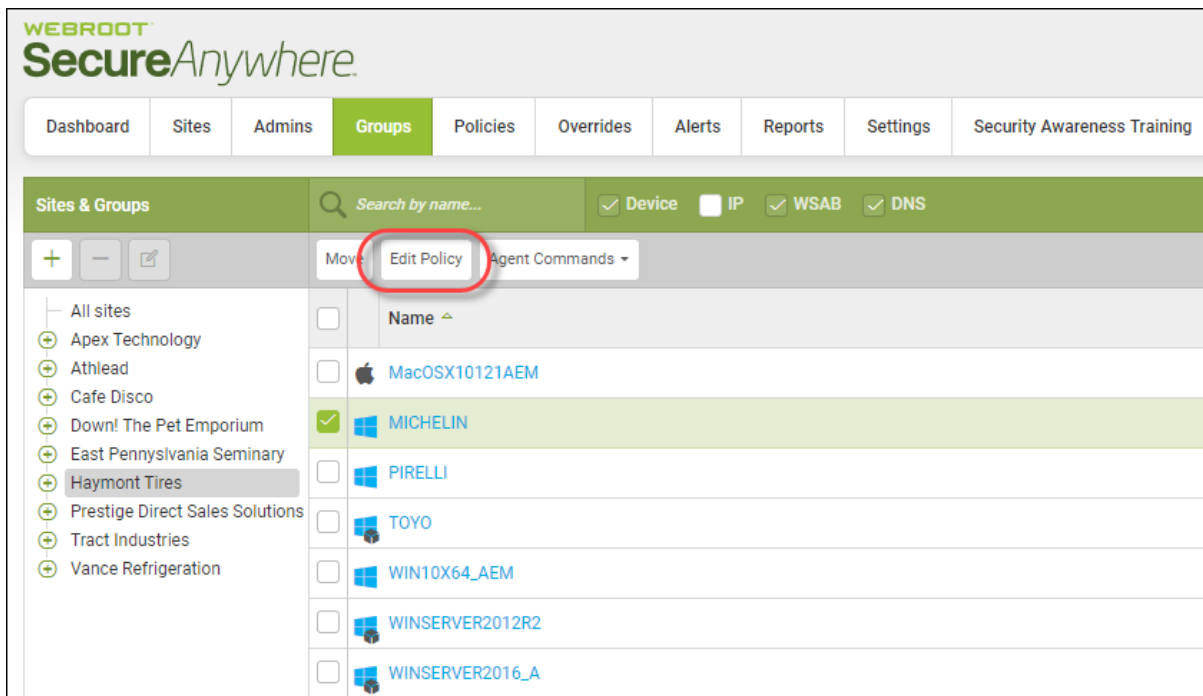 WEBROOT
SecureAnywhere
Dashboard Sites Admins Groups Policies Overrides Alerts Reports Settings Security Awareness Training
Sites & Groups Search by name... Device IP WSAB DNS
Move Edit Policy Agent Commands
All sites
Apex Technology
Athlead
Cafe Disco
Down! The Pet Emporium
East Pennyslvania Seminary
Haymont Tires
Prestige Direct Sales Solutions
Tract Industries
Vance Refrigeration
Name
MacOSX10121AEM
MICHELIN
PIRELLI
TOYO
WIN10X64_AEM
WINSERVER2012R2
WINSERVER2016_A